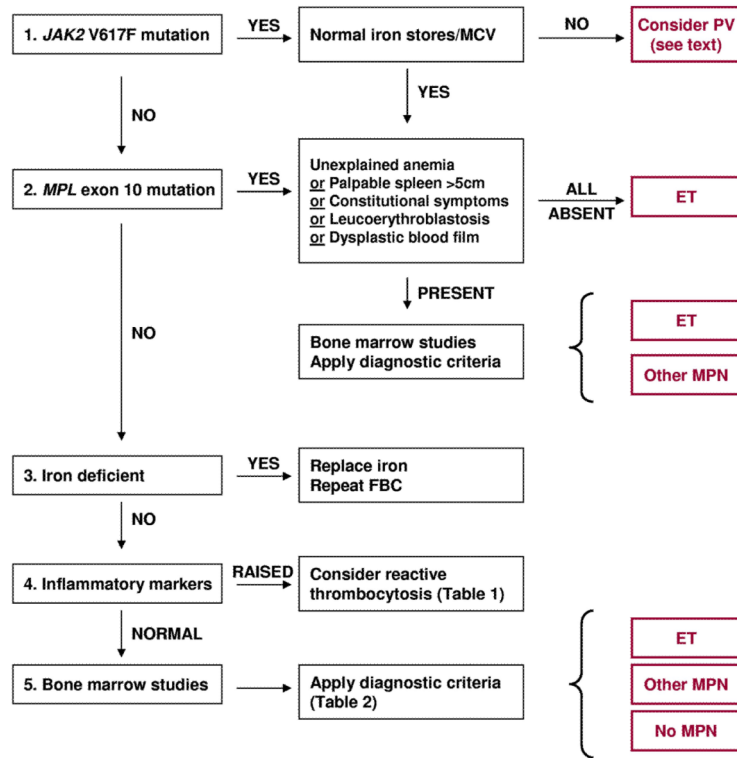 1. JAK2 V617F mutation
YES
Normal iron stores/MCV
NO
Consider PV
(see text)
NO
YES
2. MPL exon 10 mutation
YES
Unexplained anemia
or Palpable spleen >5cm
or Constitutional symptoms
or Leucoerythroblastosis
or Dysplastic blood film
ALL
ABSENT
ET
PRESENT
NO
Bone marrow studies
Apply diagnostic criteria
ET
Other MPN
3. Iron deficient
YES
Replace iron
Repeat FBC
NO
4. Inflammatory markers
RAISED
Consider reactive
thrombocytosis (Table 1)
NORMAL
5. Bone marrow studies
Apply diagnostic criteria
(Table 2)
ET
Other MPN
No MPN